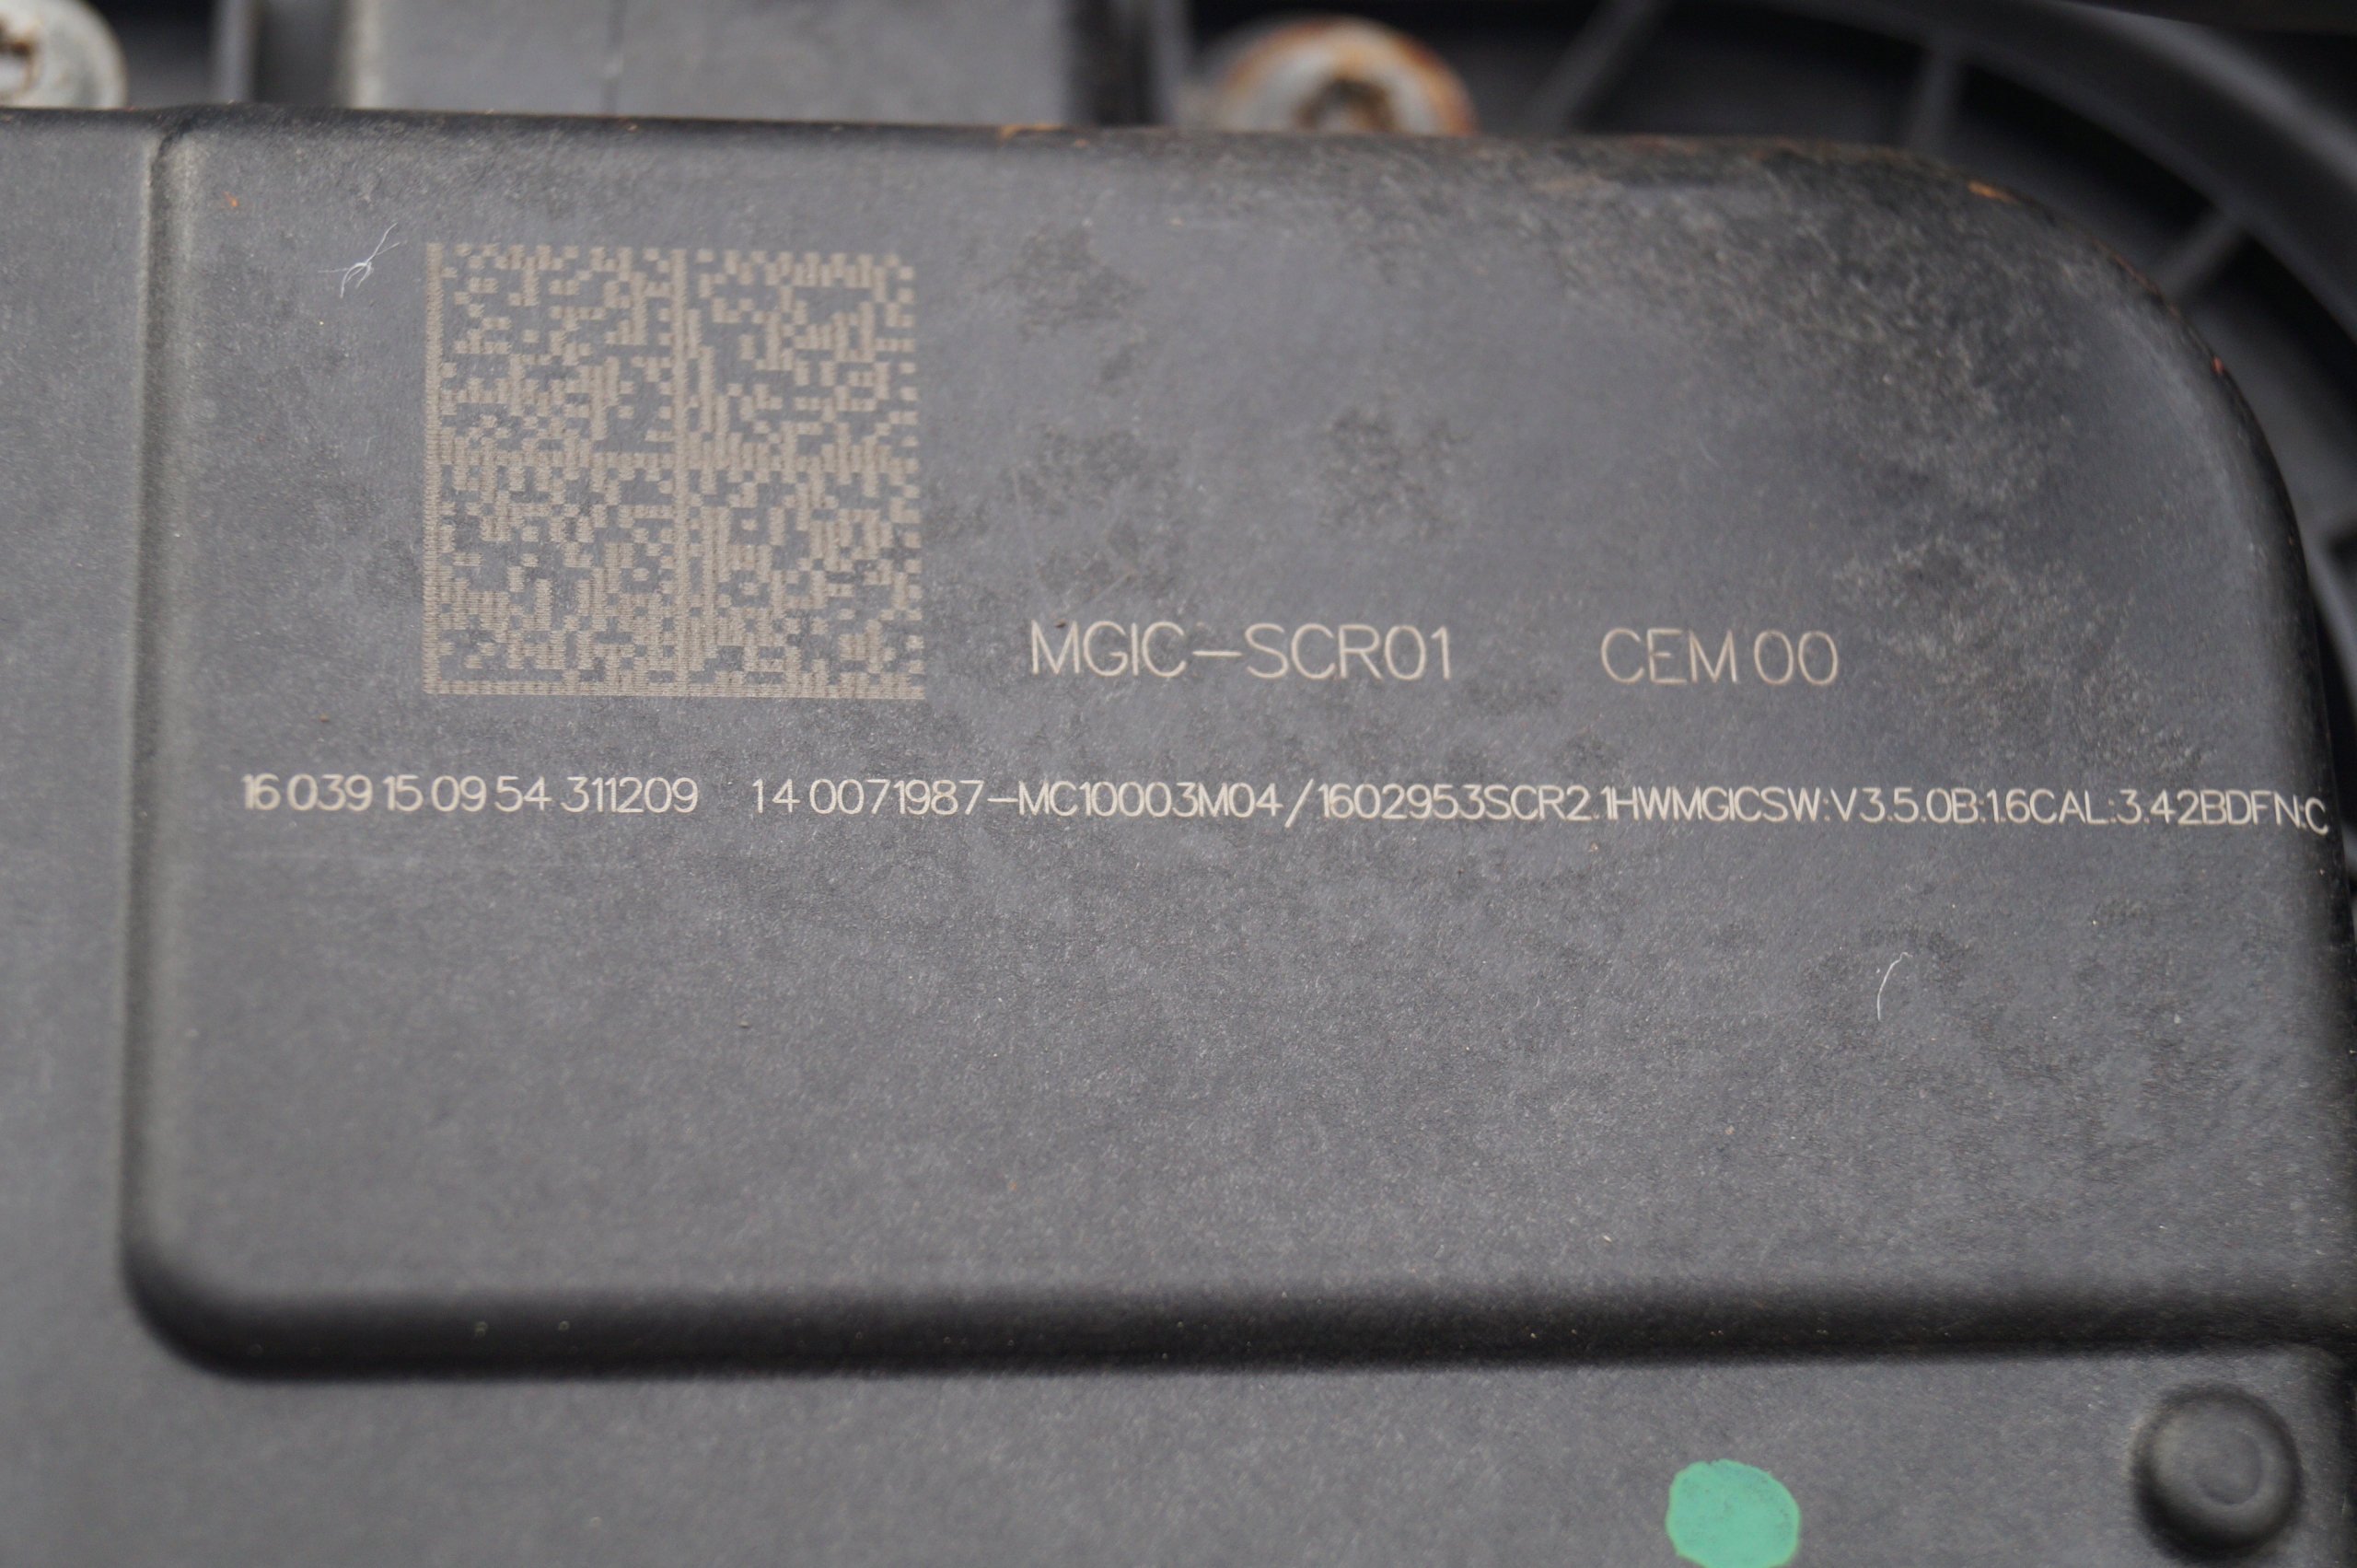 MGIC-SCR01 CEM 00
16 039 15 09 54 311209 14 0071987-MC10003M04/1602953SCR2.1HWMGICSW:V3.5.0B:1.6CAL:3.42BDFN:C